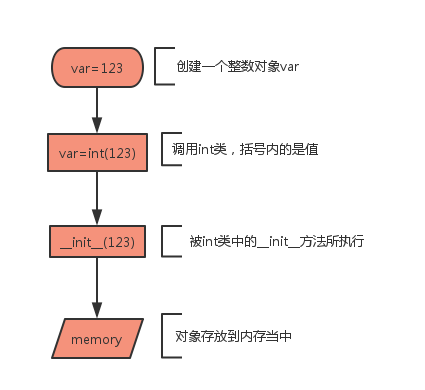 var=123
创建一个整数对象var
var=int(123)
调用int类，括号内的是值
__init__(123)
被int类中的__init__方法所执行
memory
对象存放到内存当中